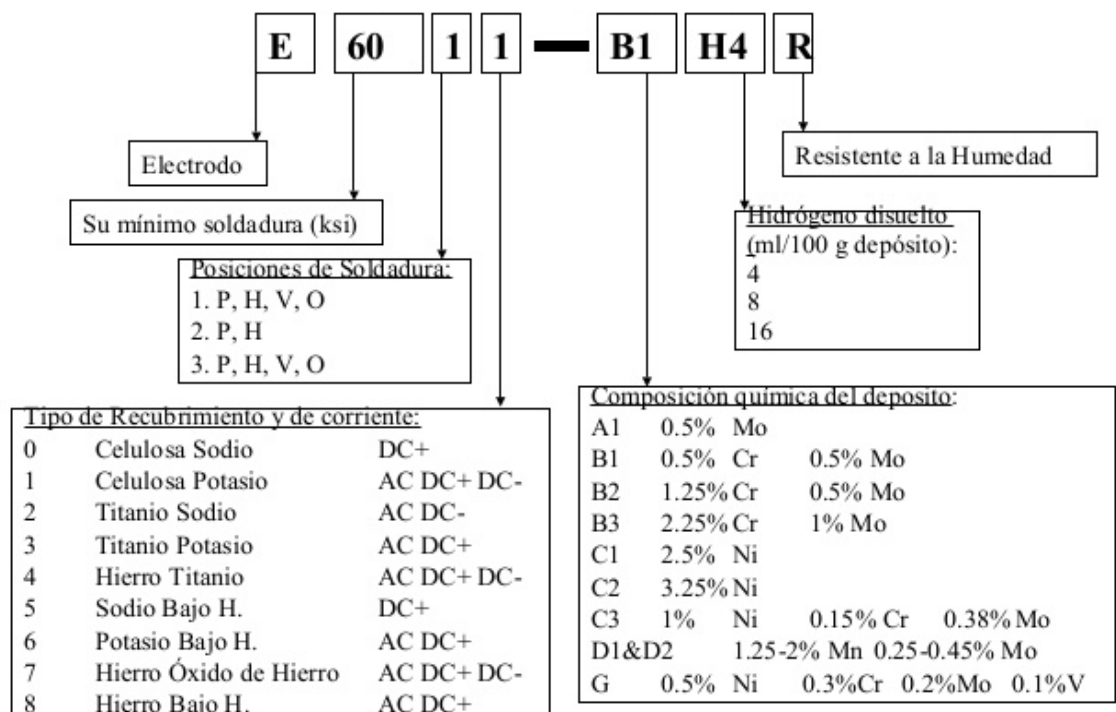 E 60 1 1 — B1 H4 R
Electrodo
Resistente a la Humedad
Su mínimo soldadura (ksi)
Hidrógeno disuelto
(ml/100 g depósito):
4
8
16
Posiciones de Soldadura:
1. P, H, V, O
2. P, H
3. P, H, V, O
Tipo de Recubrimiento y de corriente:
0 Celulosa Sodio DC+
1 Celulosa Potasio AC DC+ DC-
2 Titanio Sodio AC DC-
3 Titanio Potasio AC DC+
4 Hierro Titanio AC DC+ DC-
5 Sodio Bajo H. DC+
6 Potasio Bajo H. AC DC+
7 Hierro Óxido de Hierro AC DC+ DC-
8 Hierro Bajo H. AC DC+
Composición química del deposito:
A1 0.5% Mo
B1 0.5% Cr 0.5% Mo
B2 1.25% Cr 0.5% Mo
B3 2.25% Cr 1% Mo
C1 2.5% Ni
C2 3.25% Ni
C3 1% Ni 0.15% Cr 0.38% Mo
D1&D2 1.25-2% Mn 0.25-0.45% Mo
G 0.5% Ni 0.3%Cr 0.2%Mo 0.1%V